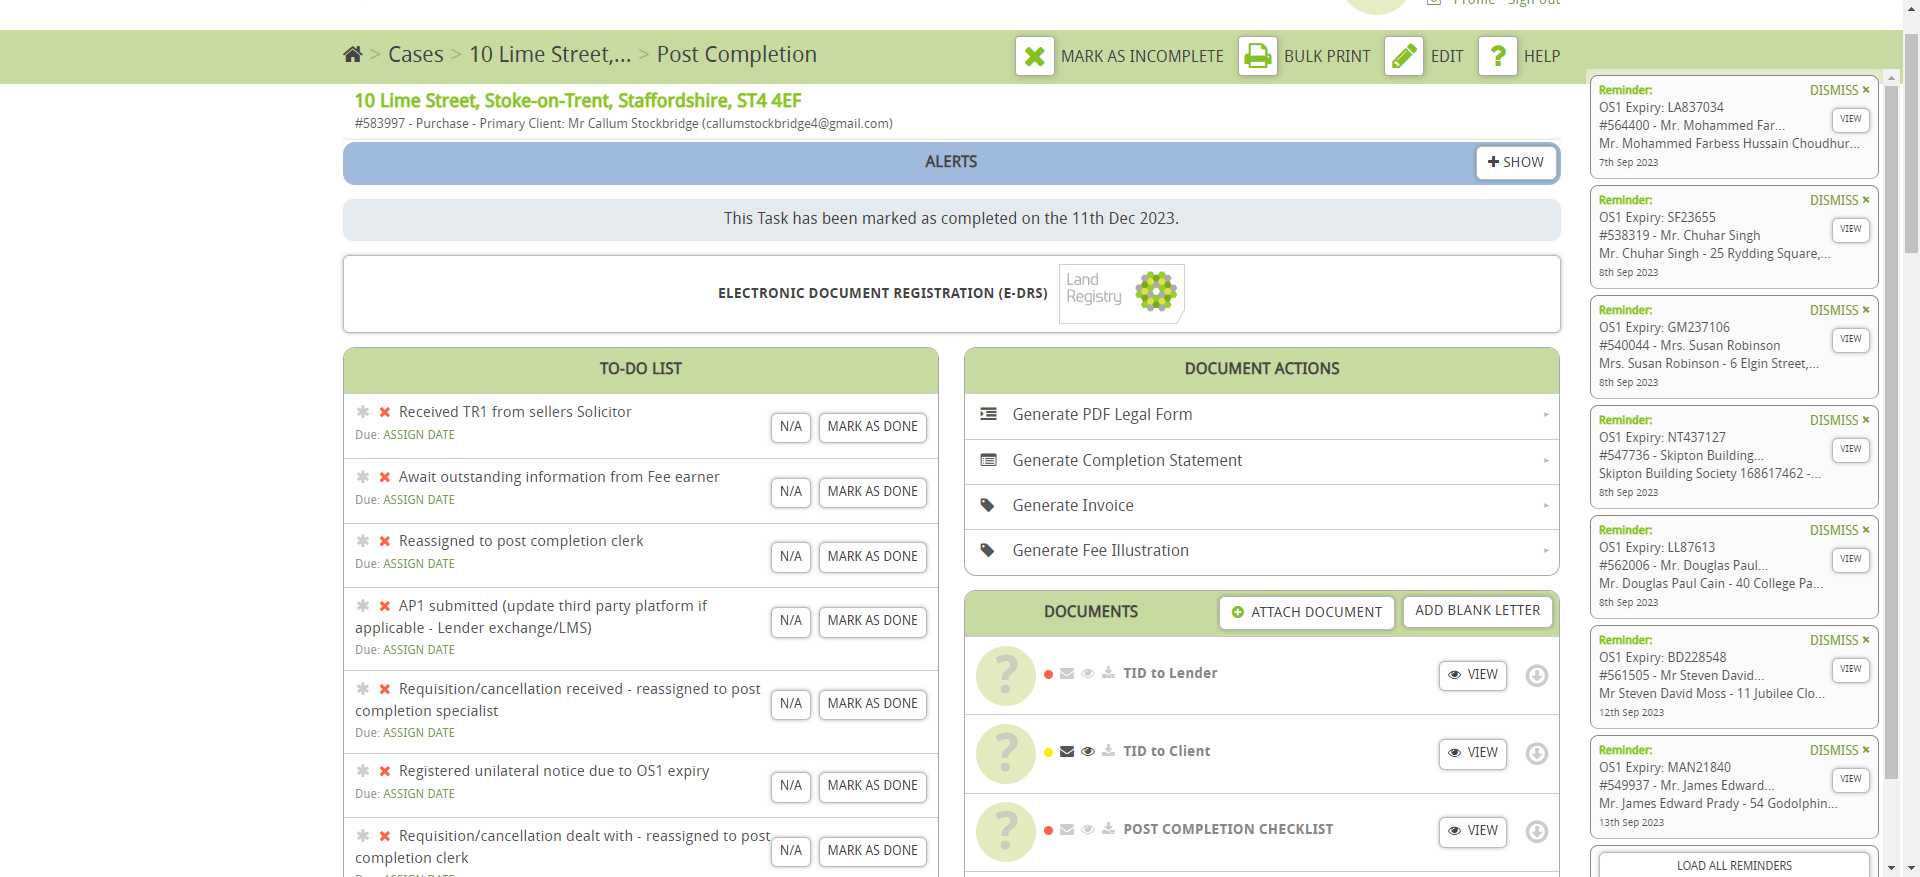 Profile Sign out
> Cases > 10 Lime Street,... > Post Completion
MARK AS INCOMPLETE BULK PRINT EDIT ? HELP
10 Lime Street, Stoke-on-Trent, Staffordshire, ST4 4EF
#583997 - Purchase - Primary Client: Mr Callum Stockbridge (callumstockbridge4@gmail.com)
ALERTS
SHOW
This Task has been marked as completed on the 11th Dec 2023.
ELECTRONIC DOCUMENT REGISTRATION (E-DRS)
Land
Registry
TO-DO LIST
Received TR1 from sellers Solicitor
Due: ASSIGN DATE
N/A MARK AS DONE
Await outstanding information from Fee earner
Due: ASSIGN DATE
N/A MARK AS DONE
Reassigned to post completion clerk
Due: ASSIGN DATE
N/A MARK AS DONE
AP1 submitted (update third party platform if
applicable - Lender exchange/LMS)
Due: ASSIGN DATE
N/A MARK AS DONE
Requisition/cancellation received - reassigned to post
completion specialist
Due: ASSIGN DATE
N/A MARK AS DONE
Registered unilateral notice due to OS1 expiry
Due: ASSIGN DATE
N/A MARK AS DONE
Requisition/cancellation dealt with - reassigned to post
completion clerk
Due: ASSIGN DATE
N/A MARK AS DONE
DOCUMENT ACTIONS
Generate PDF Legal Form
Generate Completion Statement
Generate Invoice
Generate Fee Illustration
DOCUMENTS
ATTACH DOCUMENT
ADD BLANK LETTER
? TID to Lender VIEW
? TID to Client VIEW
? POST COMPLETION CHECKLIST VIEW
Reminder: DISMISS ×
OS1 Expiry: LA837034
#564400 - Mr. Mohammed Far...
VIEW
Mr. Mohammed Farbess Hussain Choudhur...
7th Sep 2023
Reminder: DISMISS ×
OS1 Expiry: SF23655
#538319 - Mr. Chuhar Singh
VIEW
Mr. Chuhar Singh - 25 Rydding Square,...
8th Sep 2023
Reminder: DISMISS ×
OS1 Expiry: GM237106
#540044 - Mrs. Susan Robinson
VIEW
Mrs. Susan Robinson - 6 Elgin Street,...
8th Sep 2023
Reminder: DISMISS ×
OS1 Expiry: NT437127
#547736 - Skipton Building...
VIEW
Skipton Building Society 168617462 -...
8th Sep 2023
Reminder: DISMISS ×
OS1 Expiry: LL87613
#562006 - Mr. Douglas Paul...
VIEW
Mr. Douglas Paul Cain - 40 College Pa...
8th Sep 2023
Reminder: DISMISS ×
OS1 Expiry: BD228548
#561505 - Mr Steven David...
VIEW
Mr Steven David Moss - 11 Jubilee Clo...
12th Sep 2023
Reminder: DISMISS ×
OS1 Expiry: MAN21840
#549937 - Mr. James Edward...
VIEW
Mr. James Edward Prady - 54 Godolphin...
13th Sep 2023
LOAD ALL REMINDERS